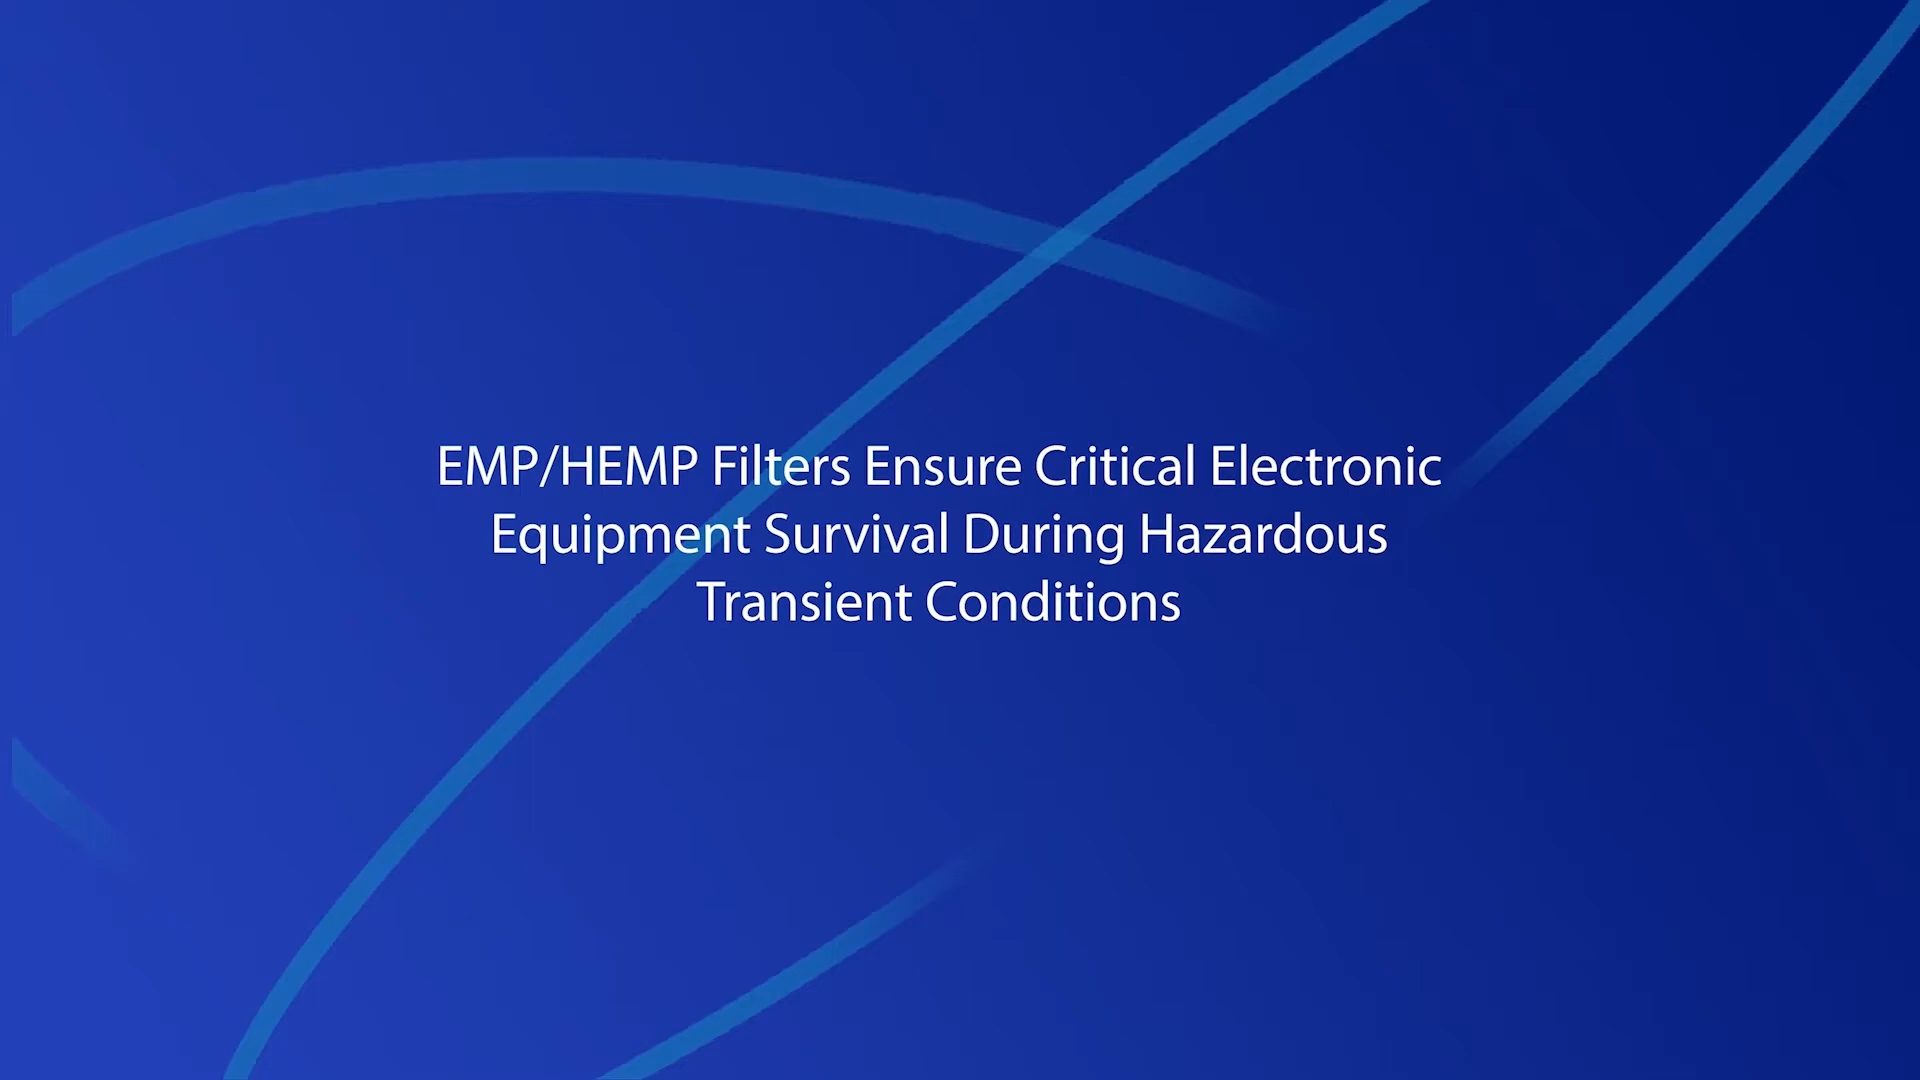 EMP/HEMP Filters Ensure Critical Electronic
Equipment Survival During Hazardous
Transient Conditions